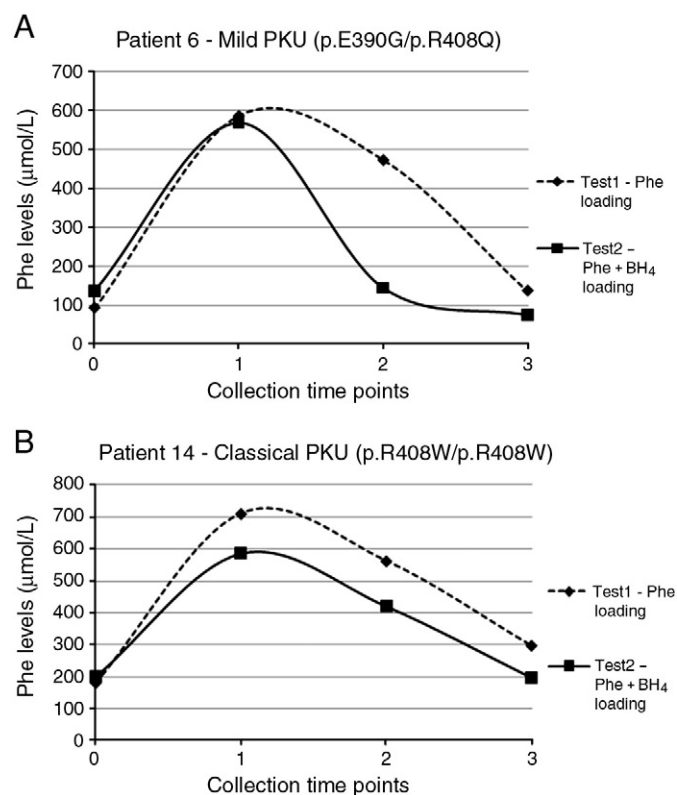 A
Patient 6 - Mild PKU (p.E390G/p.R408Q)
700
600
500
400
300
200
100
0
Phe levels (µmol/L)
0 1 2 3
Collection time points
Test1 - Phe
loading
Test2 –
Phe + BH₄
loading
B
Patient 14 - Classical PKU (p.R408W/p.R408W)
800
700
600
500
400
300
200
100
0
Phe levels (µmol/L)
0 1 2 3
Collection time points
Test1 - Phe
loading
Test2 –
Phe + BH₄
loading